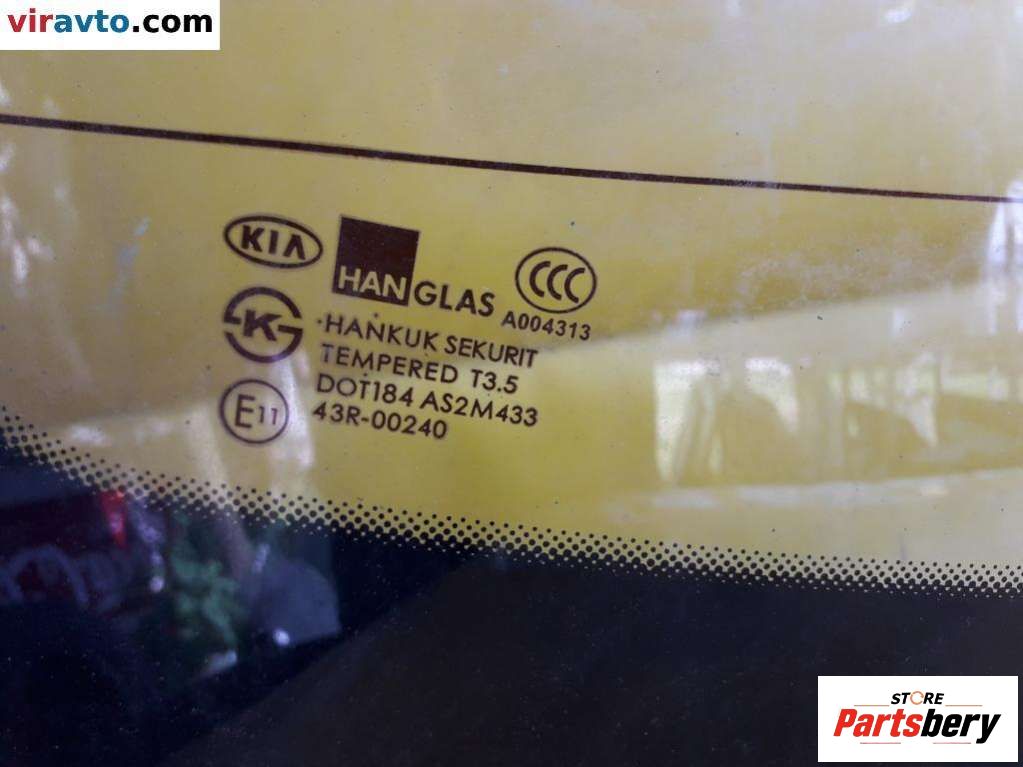 viravto.com
KIA
HANGLAS
CCC
A004313
K
HANKUK SEKURIT
TEMPERED T3.5
DOT184 AS2M433
E11
43R-00240
STORE
Partsbery